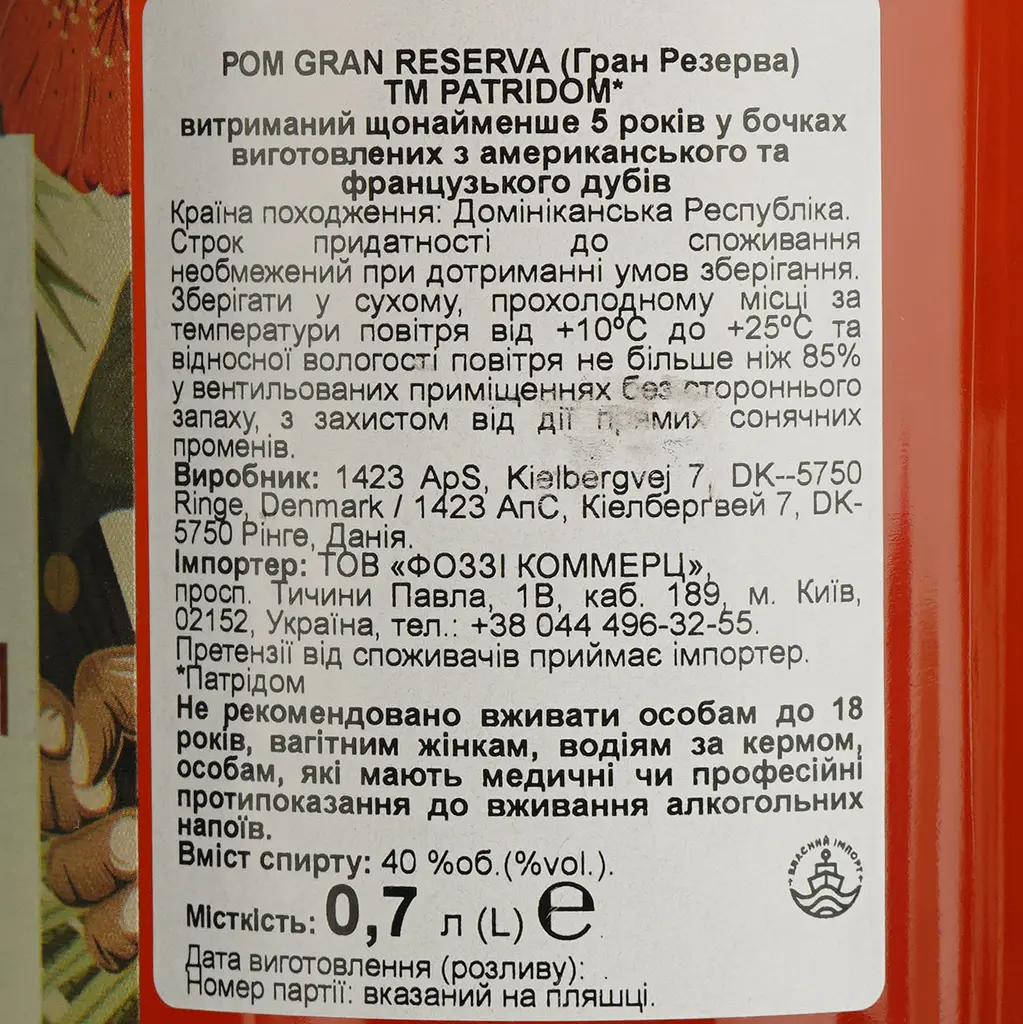 РОМ GRAN RESERVA (Гран Резерва)
ТМ PATRIDOM*
витриманий щонайменше 5 років у бочках
виготовлених з американського та
французького дубів
Країна походження: Домініканська Республіка.
Строк придатності до споживання
необмежений при дотриманні умов зберігання.
Зберігати у сухому, прохолодному місці за
температури повітря від +10ºС до +25ºС та
відносної вологості повітря не більше ніж 85%
у вентильованих приміщеннях без стороннього
запаху, з захистом від дії прямих сонячних
променів.
Виробник: 1423 ApS, Kielbergvej 7, DK--5750
Ringe, Denmark / 1423 АпС, Кіелберґвей 7, DK-
5750 Рінге, Данія.
Імпортер: ТОВ «ФОЗЗІ КОММЕРЦ»,
просп. Тичини Павла, 1В, каб. 189, м. Київ,
02152, Україна, тел.: +38 044 496-32-55.
Претензії від споживачів приймає імпортер.
*Патрідом
Не рекомендовано вживати особам до 18
років, вагітним жінкам, водіям за кермом,
особам, які мають медичні чи професійні
протипоказання до вживання алкогольних
напоїв.
Вміст спирту: 40 %об.(%vol.).
ВЛАСНИЙ ІМПОРТ
Місткість: 0,7 л (L) e
Дата виготовлення (розливу): .
Номер партії: вказаний на пляшці.